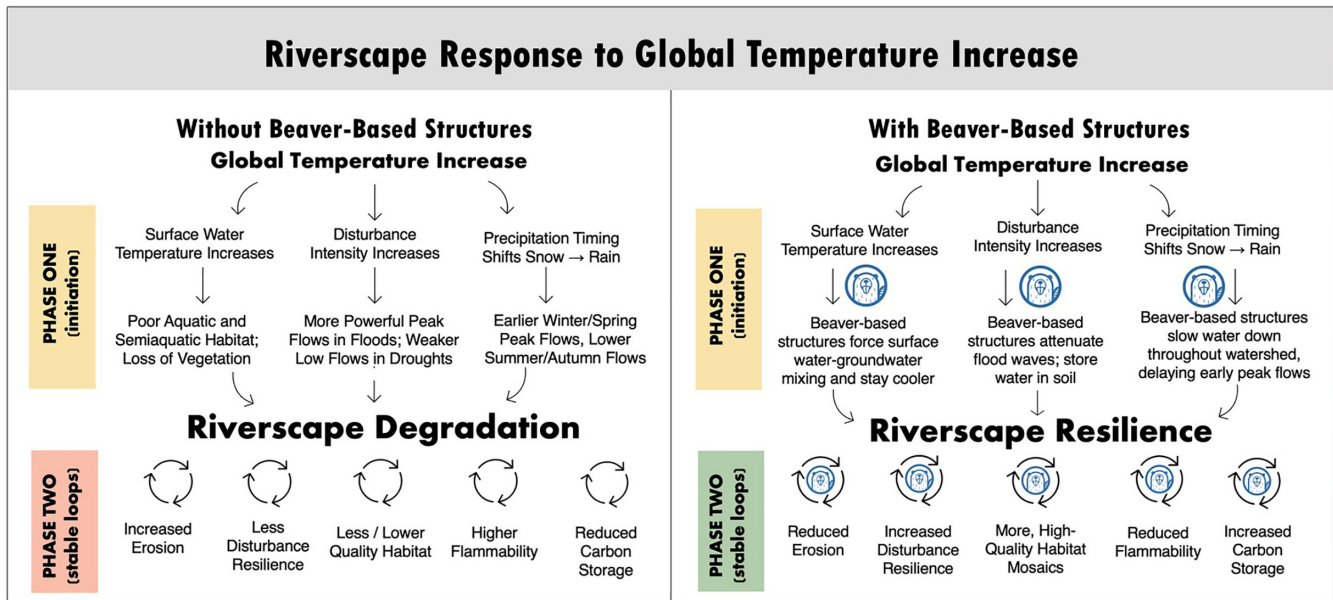 Riverscape Response to Global Temperature Increase
Without Beaver-Based Structures
Global Temperature Increase
PHASE ONE
(initiation)
Surface Water
Temperature Increases
Disturbance
Intensity Increases
Precipitation Timing
Shifts Snow → Rain
Poor Aquatic and
Semiaquatic Habitat;
Loss of Vegetation
More Powerful Peak
Flows in Floods; Weaker
Low Flows in Droughts
Earlier Winter/Spring
Peak Flows, Lower
Summer/Autumn Flows
Riverscape Degradation
PHASE TWO
(stable loops)
Increased
Erosion
Less
Disturbance
Resilience
Less / Lower
Quality Habitat
Higher
Flammability
Reduced
Carbon
Storage
With Beaver-Based Structures
Global Temperature Increase
PHASE ONE
(initiation)
Surface Water
Temperature Increases
Disturbance
Intensity Increases
Precipitation Timing
Shifts Snow → Rain
Beaver-based
structures force surface
water-groundwater
mixing and stay cooler
Beaver-based
structures attenuate
flood waves; store
water in soil
Beaver-based structures
slow water down
throughout watershed,
delaying early peak flows
Riverscape Resilience
PHASE TWO
(stable loops)
Reduced
Erosion
Increased
Disturbance
Resilience
More, High-
Quality Habitat
Mosaics
Reduced
Flammability
Increased
Carbon
Storage